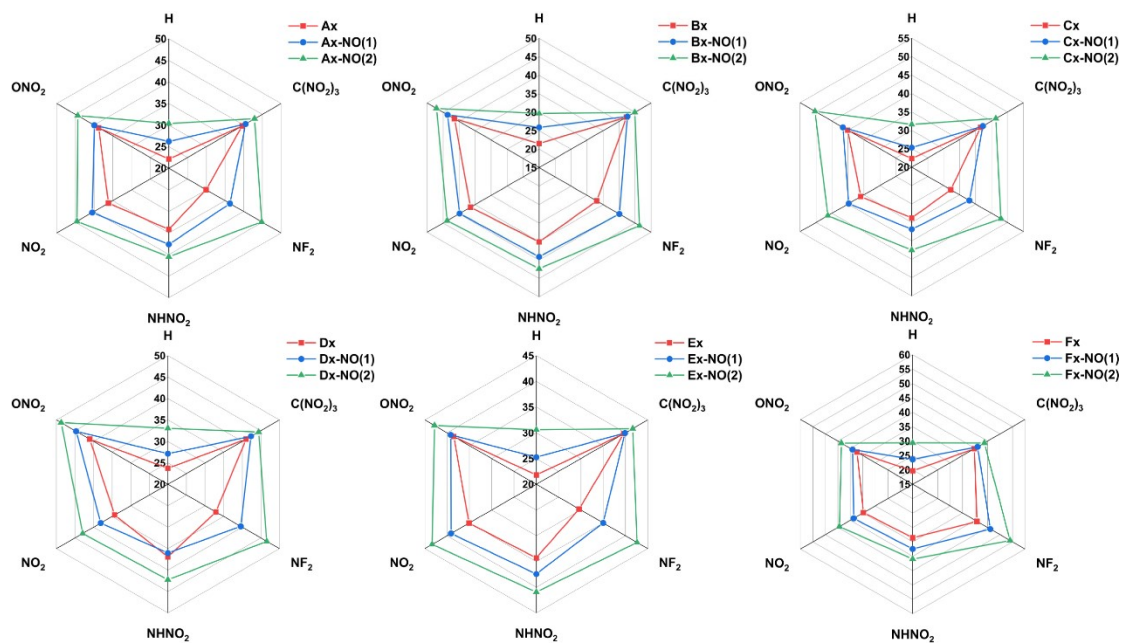 H
Ax
Ax-NO(1)
Ax-NO(2)
50
45
40
35
30
25
20
ONO₂
C(NO₂)₃
NO₂
NF₂
NHNO₂
H
Bx
Bx-NO(1)
Bx-NO(2)
50
45
40
35
30
25
20
15
ONO₂
C(NO₂)₃
NO₂
NF₂
NHNO₂
H
Cx
Cx-NO(1)
Cx-NO(2)
55
50
45
40
35
30
25
20
ONO₂
C(NO₂)₃
NO₂
NF₂
NHNO₂
H
Dx
Dx-NO(1)
Dx-NO(2)
50
45
40
35
30
25
20
ONO₂
C(NO₂)₃
NO₂
NF₂
NHNO₂
H
Ex
Ex-NO(1)
Ex-NO(2)
45
40
35
30
25
20
ONO₂
C(NO₂)₃
NO₂
NF₂
NHNO₂
H
Fx
Fx-NO(1)
Fx-NO(2)
60
55
50
45
40
35
30
25
20
15
ONO₂
C(NO₂)₃
NO₂
NF₂
NHNO₂